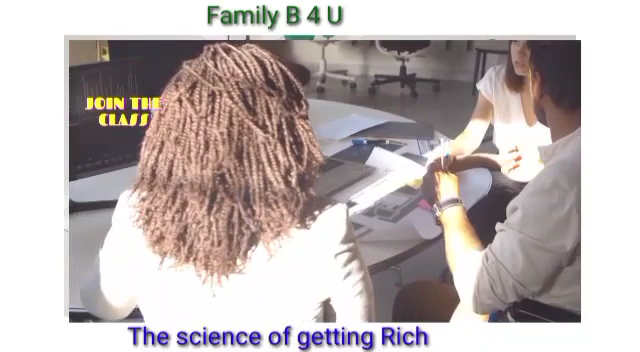 Family B 4 U
JOIN THE
CLASS
The science of getting Rich